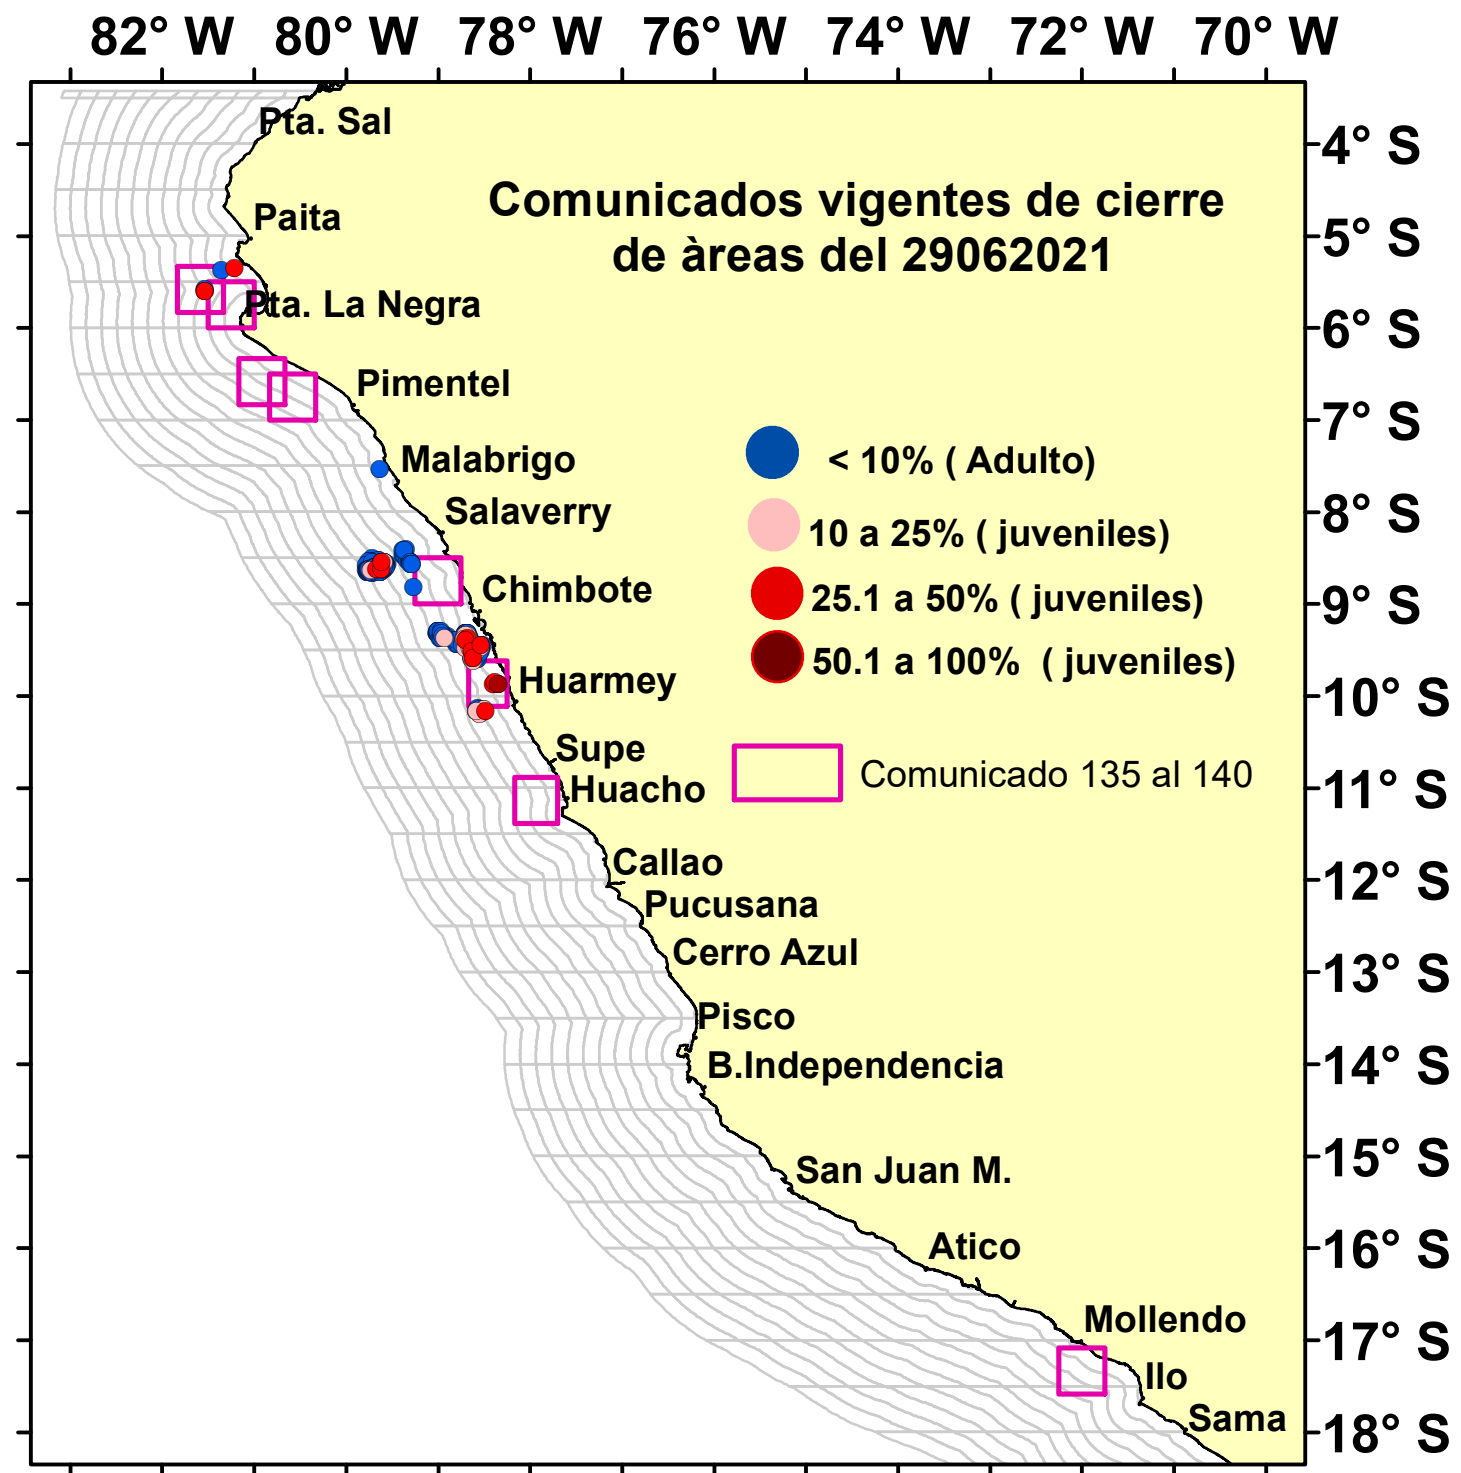 82° W 80° W 78° W 76° W 74° W 72° W 70° W
Pta. Sal
4° S
Comunicados vigentes de cierre
de àreas del 29062021
Paita
5° S
Pta. La Negra
6° S
Pimentel
7° S
Malabrigo
< 10% ( Adulto)
Salaverry
8° S
10 a 25% ( juveniles)
Chimbote
9° S
25.1 a 50% ( juveniles)
50.1 a 100% ( juveniles)
Huarmey
10° S
Supe
Huacho
11° S
Comunicado 135 al 140
Callao
12° S
Pucusana
Cerro Azul
13° S
Pisco
B.Independencia
14° S
San Juan M.
15° S
Atico
16° S
Mollendo
17° S
Ilo
Sama
18° S